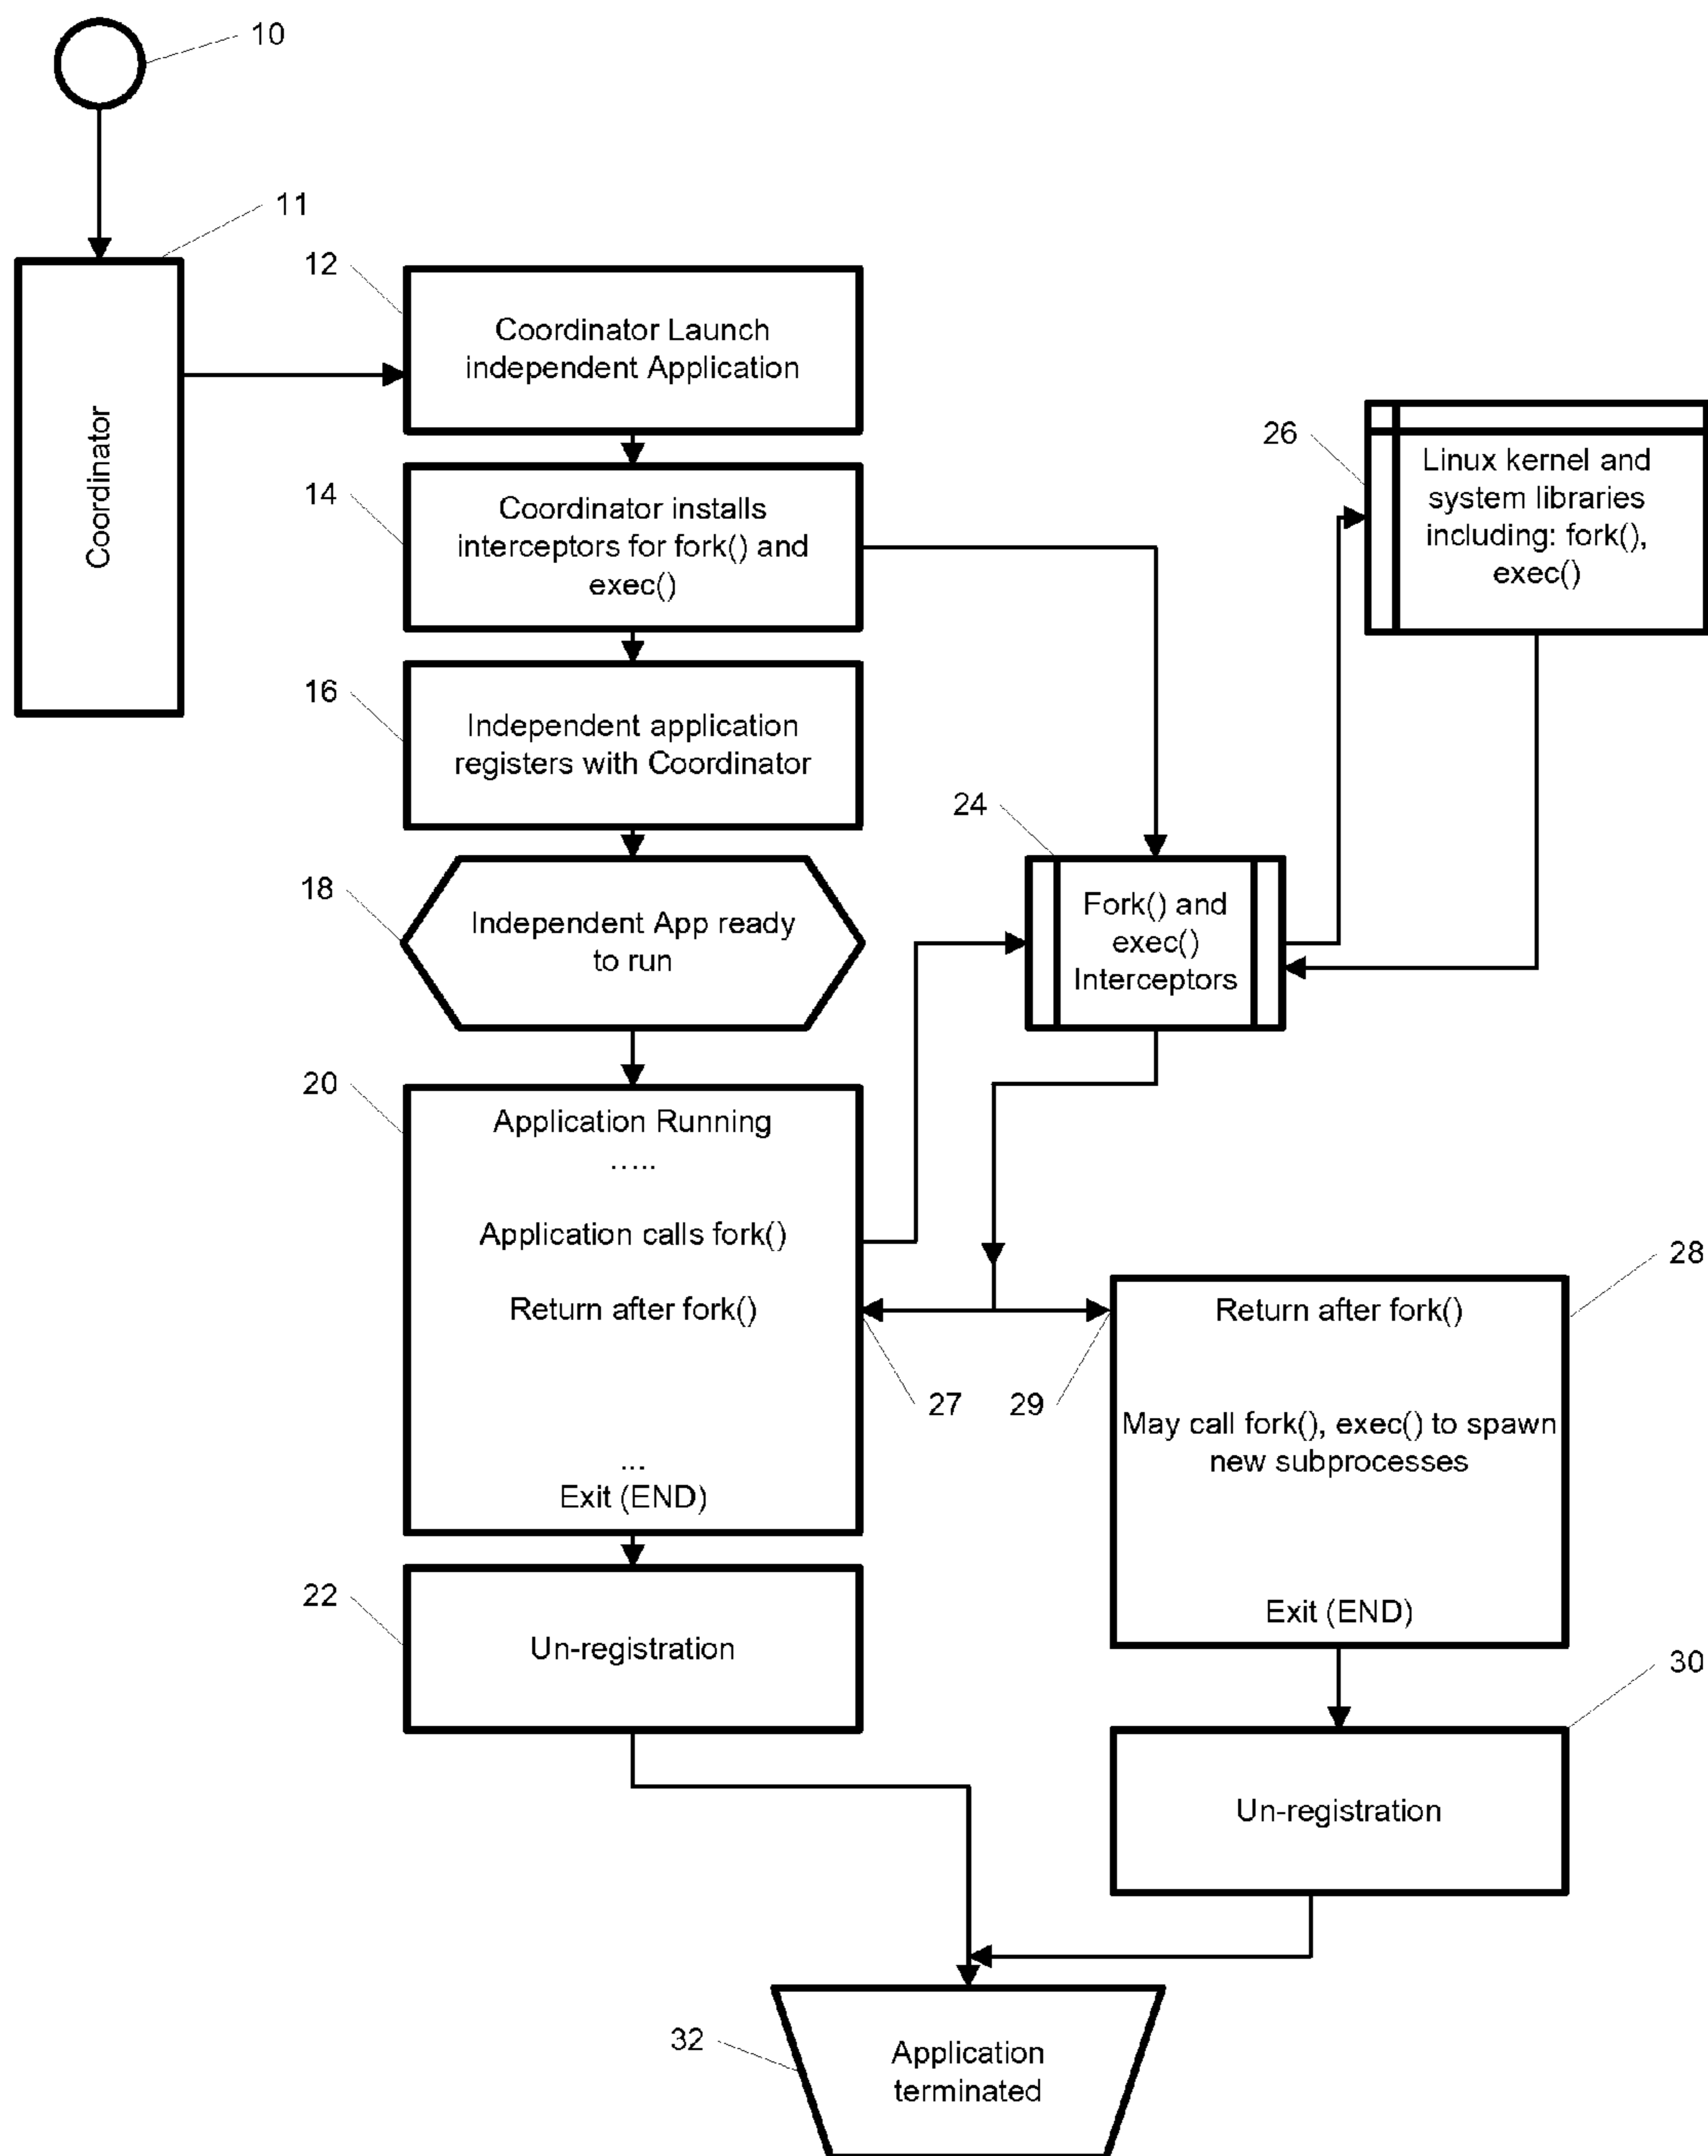 10
11
Coordinator
12
Coordinator Launch
independent Application
14
Coordinator installs
interceptors for fork() and
exec()
26
Linux kernel and
system libraries
including: fork(),
exec()
16
Independent application
registers with Coordinator
24
Fork() and
exec()
Interceptors
18
Independent App ready
to run
20
Application Running
.....
Application calls fork()
Return after fork()
...
Exit (END)
27
29
28
Return after fork()
May call fork(), exec() to spawn
new subprocesses
Exit (END)
22
Un-registration
30
Un-registration
32
Application
terminated